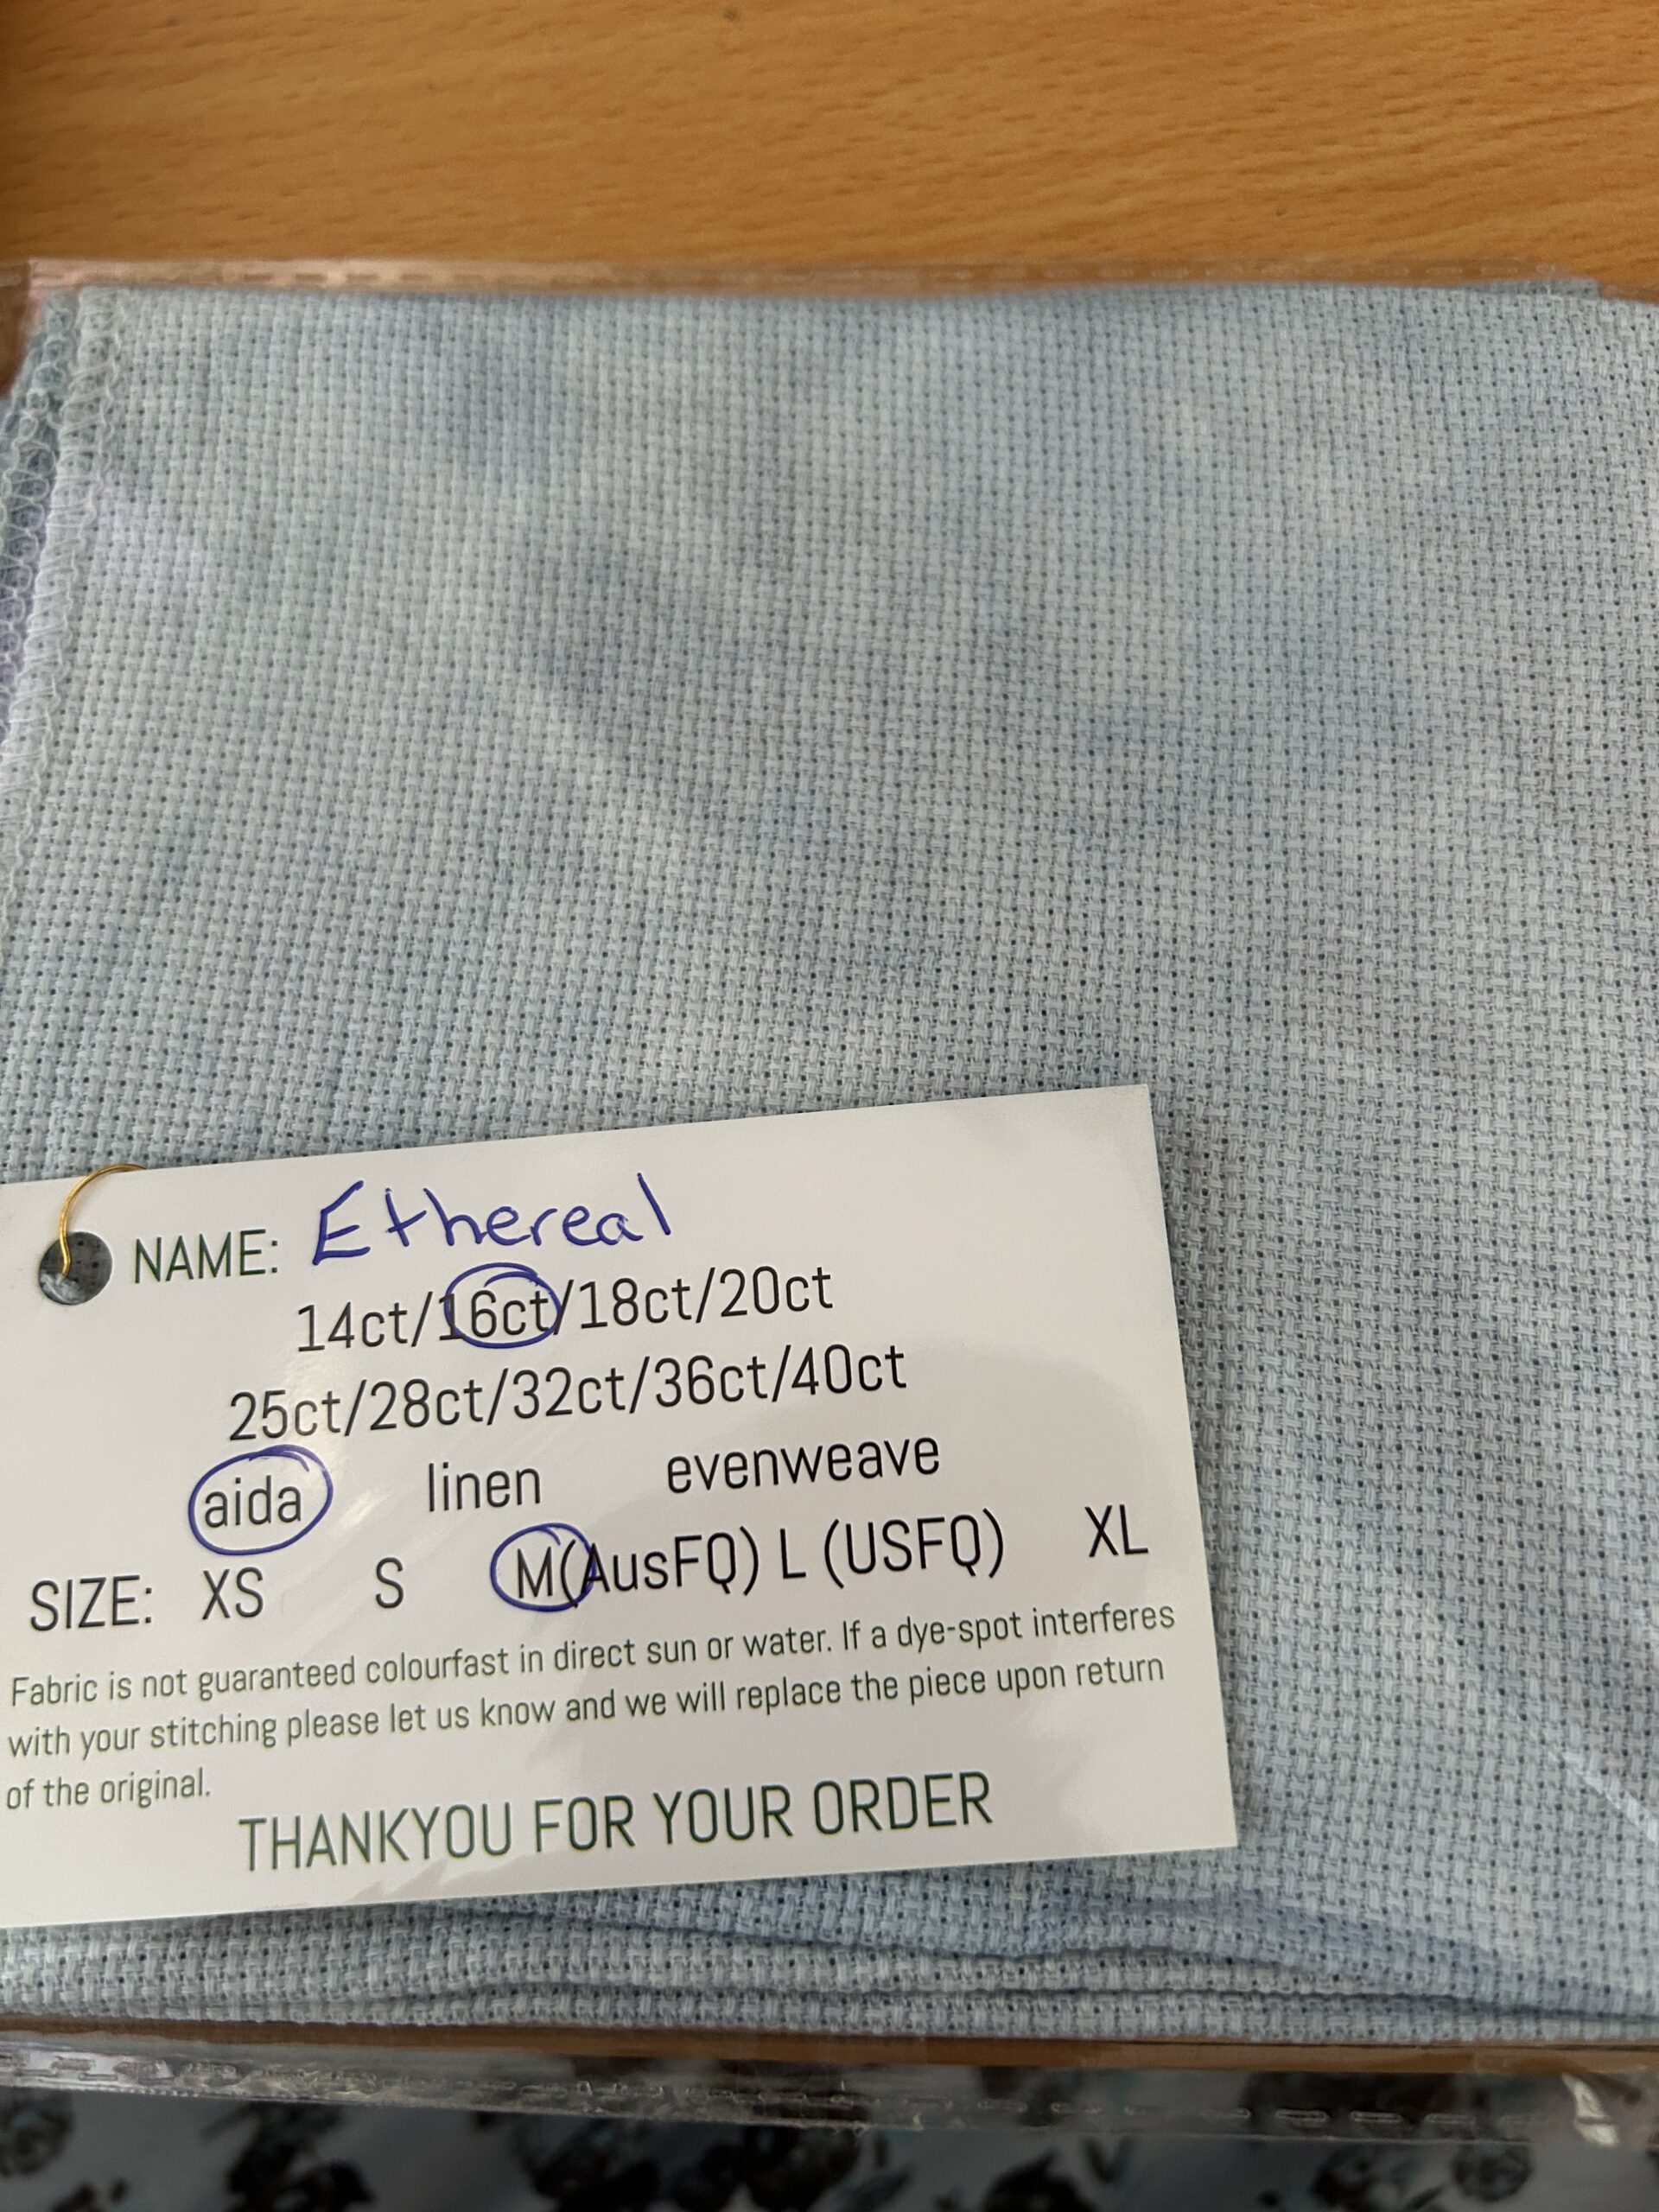 NAME: Ethereal
14ct/16ct/18ct/20ct
25ct/28ct/32ct/36ct/40ct
aida linen evenweave
SIZE: XS S M(AusFQ) L (USFQ) XL
Fabric is not guaranteed colourfast in direct sun or water. If a dye-spot interferes
with your stitching please let us know and we will replace the piece upon return
of the original.
THANKYOU FOR YOUR ORDER